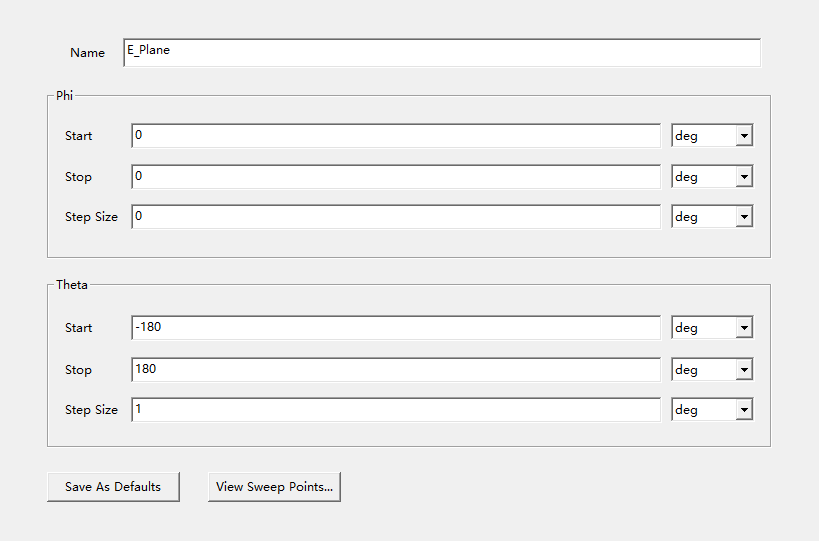 Name E_Plane
Phi
Start 0 deg
Stop 0 deg
Step Size 0 deg
Theta
Start -180 deg
Stop 180 deg
Step Size 1 deg
Save As Defaults View Sweep Points...